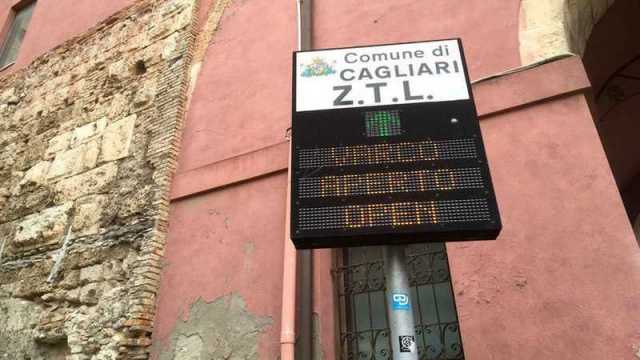 Comune di
CAGLIARI
Z.T.L.
VARCO
APERTO
OPEN